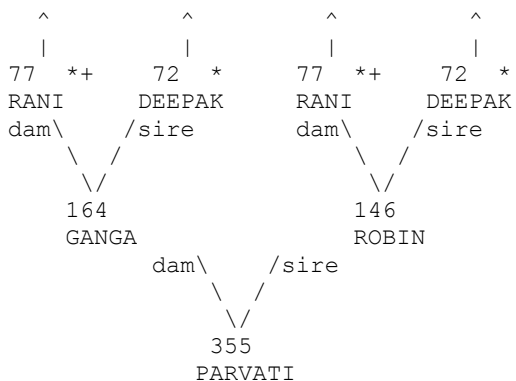 ^ ^ ^ ^
| | | |
77 *+ 72 * 77 *+ 72 *
RANI DEEPAK RANI DEEPAK
dam\ /sire dam\ /sire
\ / \ /
\/ \/
164 146
GANGA ROBIN
dam\ /sire
\ /
\/
355
PARVATI